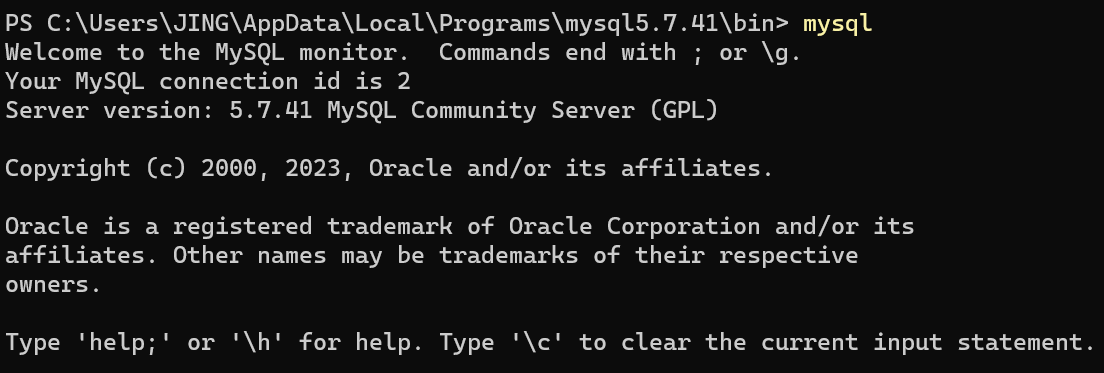 PS C:\Users\JING\AppData\Local\Programs\mysql5.7.41\bin> mysql
Welcome to the MySQL monitor.  Commands end with ; or \g.
Your MySQL connection id is 2
Server version: 5.7.41 MySQL Community Server (GPL)

Copyright (c) 2000, 2023, Oracle and/or its affiliates.

Oracle is a registered trademark of Oracle Corporation and/or its
affiliates. Other names may be trademarks of their respective
owners.

Type 'help;' or '\h' for help. Type '\c' to clear the current input statement.